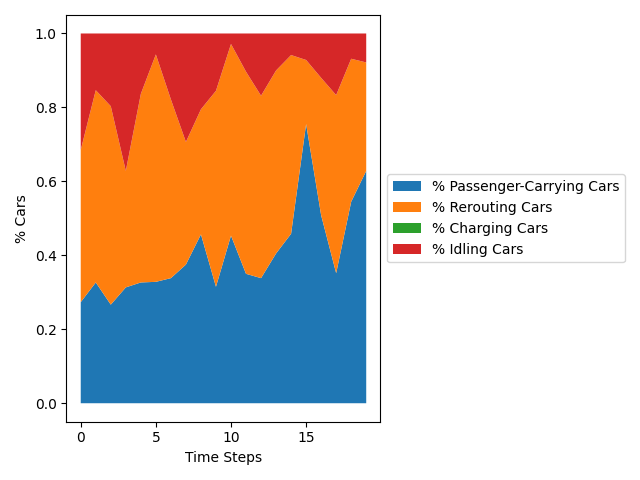 1.0
0.8
0.6
0.4
0.2
0.0
% Cars
0
5
10
15
Time Steps
% Passenger-Carrying Cars
% Rerouting Cars
% Charging Cars
% Idling Cars